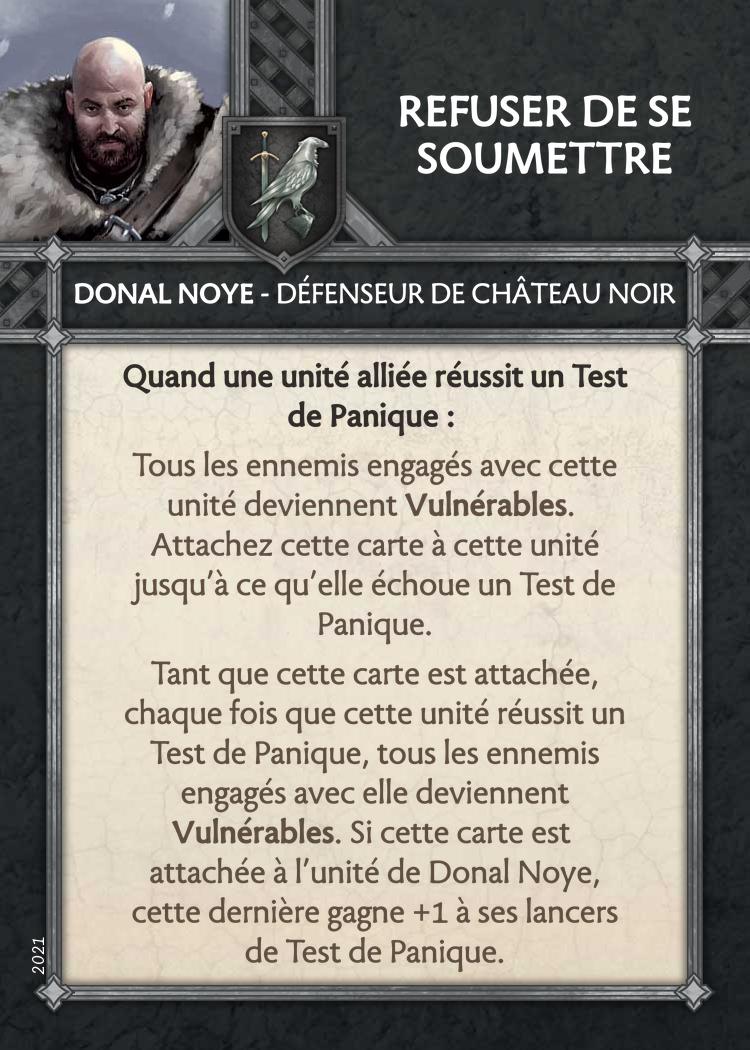 REFUSER DE SE
SOUMETTRE
DONAL NOYE - DÉFENSEUR DE CHÂTEAU NOIR
Quand une unité alliée réussit un Test
de Panique :
Tous les ennemis engagés avec cette
unité deviennent Vulnérables.
Attachez cette carte à cette unité
jusqu'à ce qu'elle échoue un Test de
Panique.
Tant que cette carte est attachée,
chaque fois que cette unité réussit un
Test de Panique, tous les ennemis
engagés avec elle deviennent
Vulnérables. Si cette carte est
attachée à l'unité de Donal Noye,
cette dernière gagne +1 à ses lancers
de Test de Panique.
2021